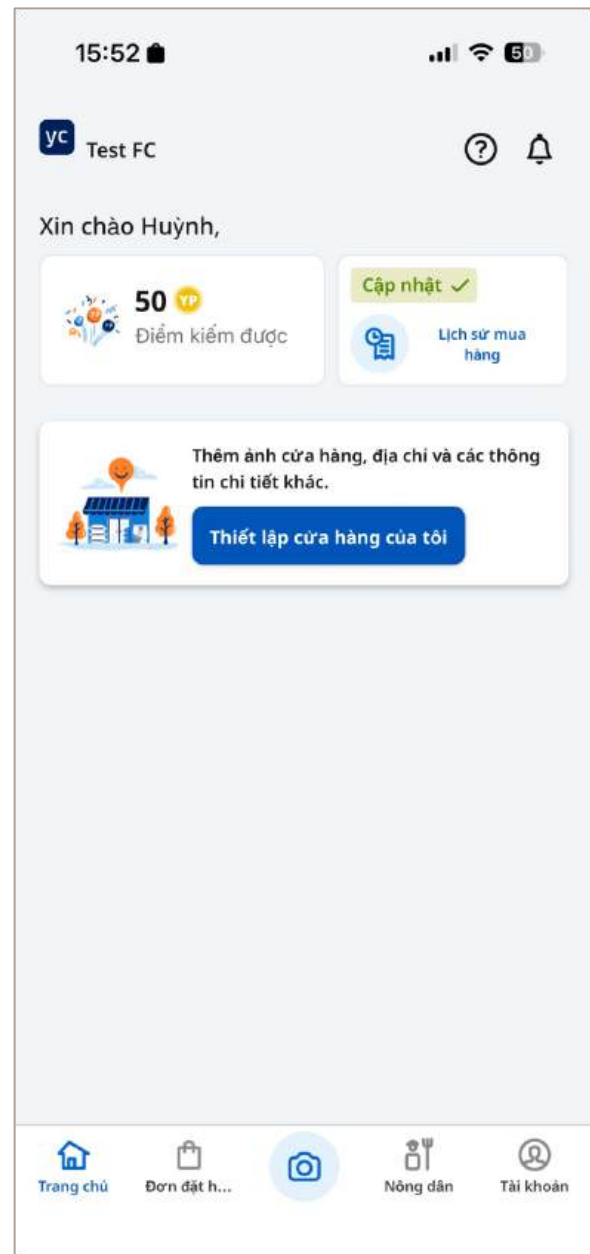 15:52
50
yc
Test FC
Xin chào Huỳnh,
50 YP
Điểm kiếm được
Cập nhật
Lịch sử mua
hàng
Thêm ảnh cửa hàng, địa chỉ và các thông
tin chi tiết khác.
Thiết lập cửa hàng của tôi
Trang chủ
Đơn đặt h...
Nông dân
Tài khoản